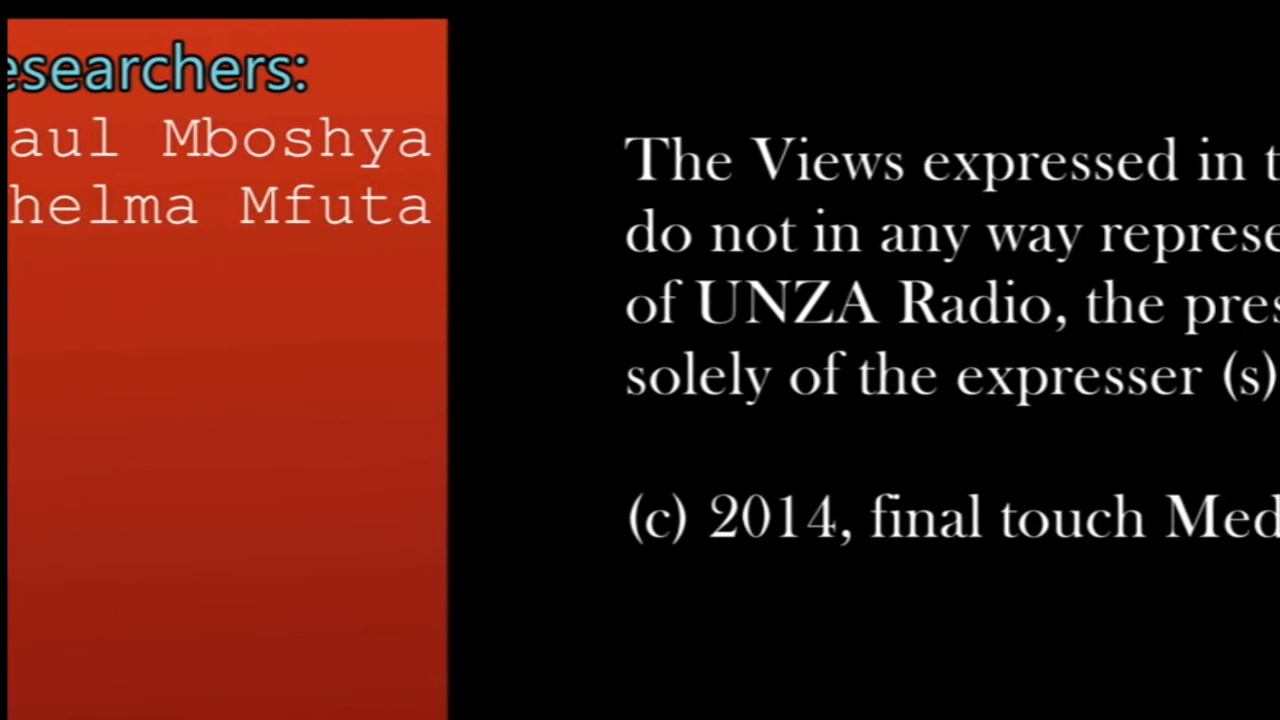 esearchers:
aul Mboshya
helma Mfuta
The Views expressed in t
do not in any way represe
of UNZA Radio, the pres
solely of the expresser (s)
(c) 2014, final touch Med